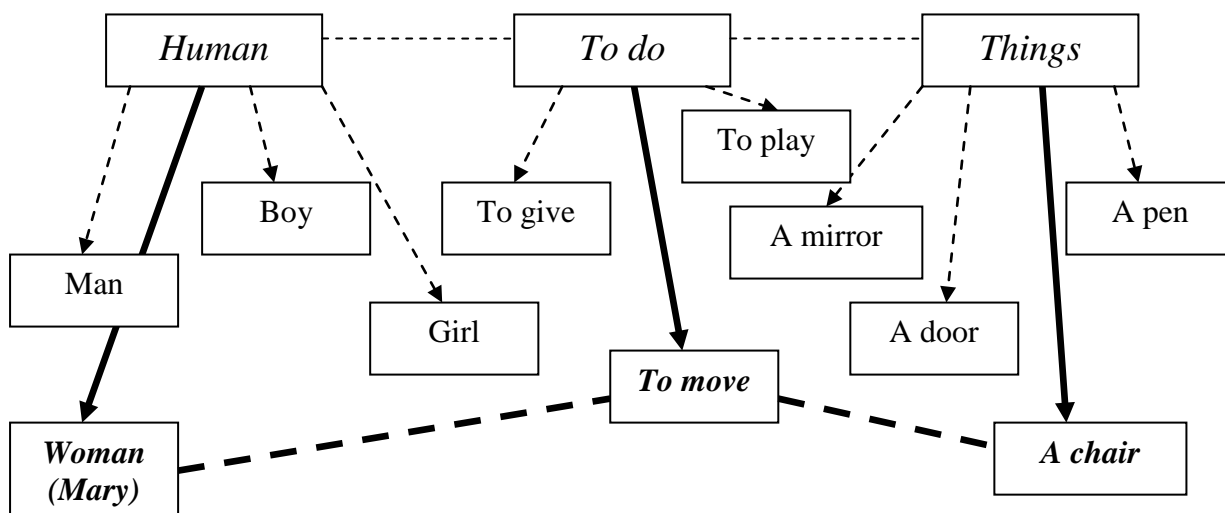 Human
To do
Things
To play
Boy
To give
A mirror
A pen
Man
Girl
A door
To move
Woman
(Mary)
A chair